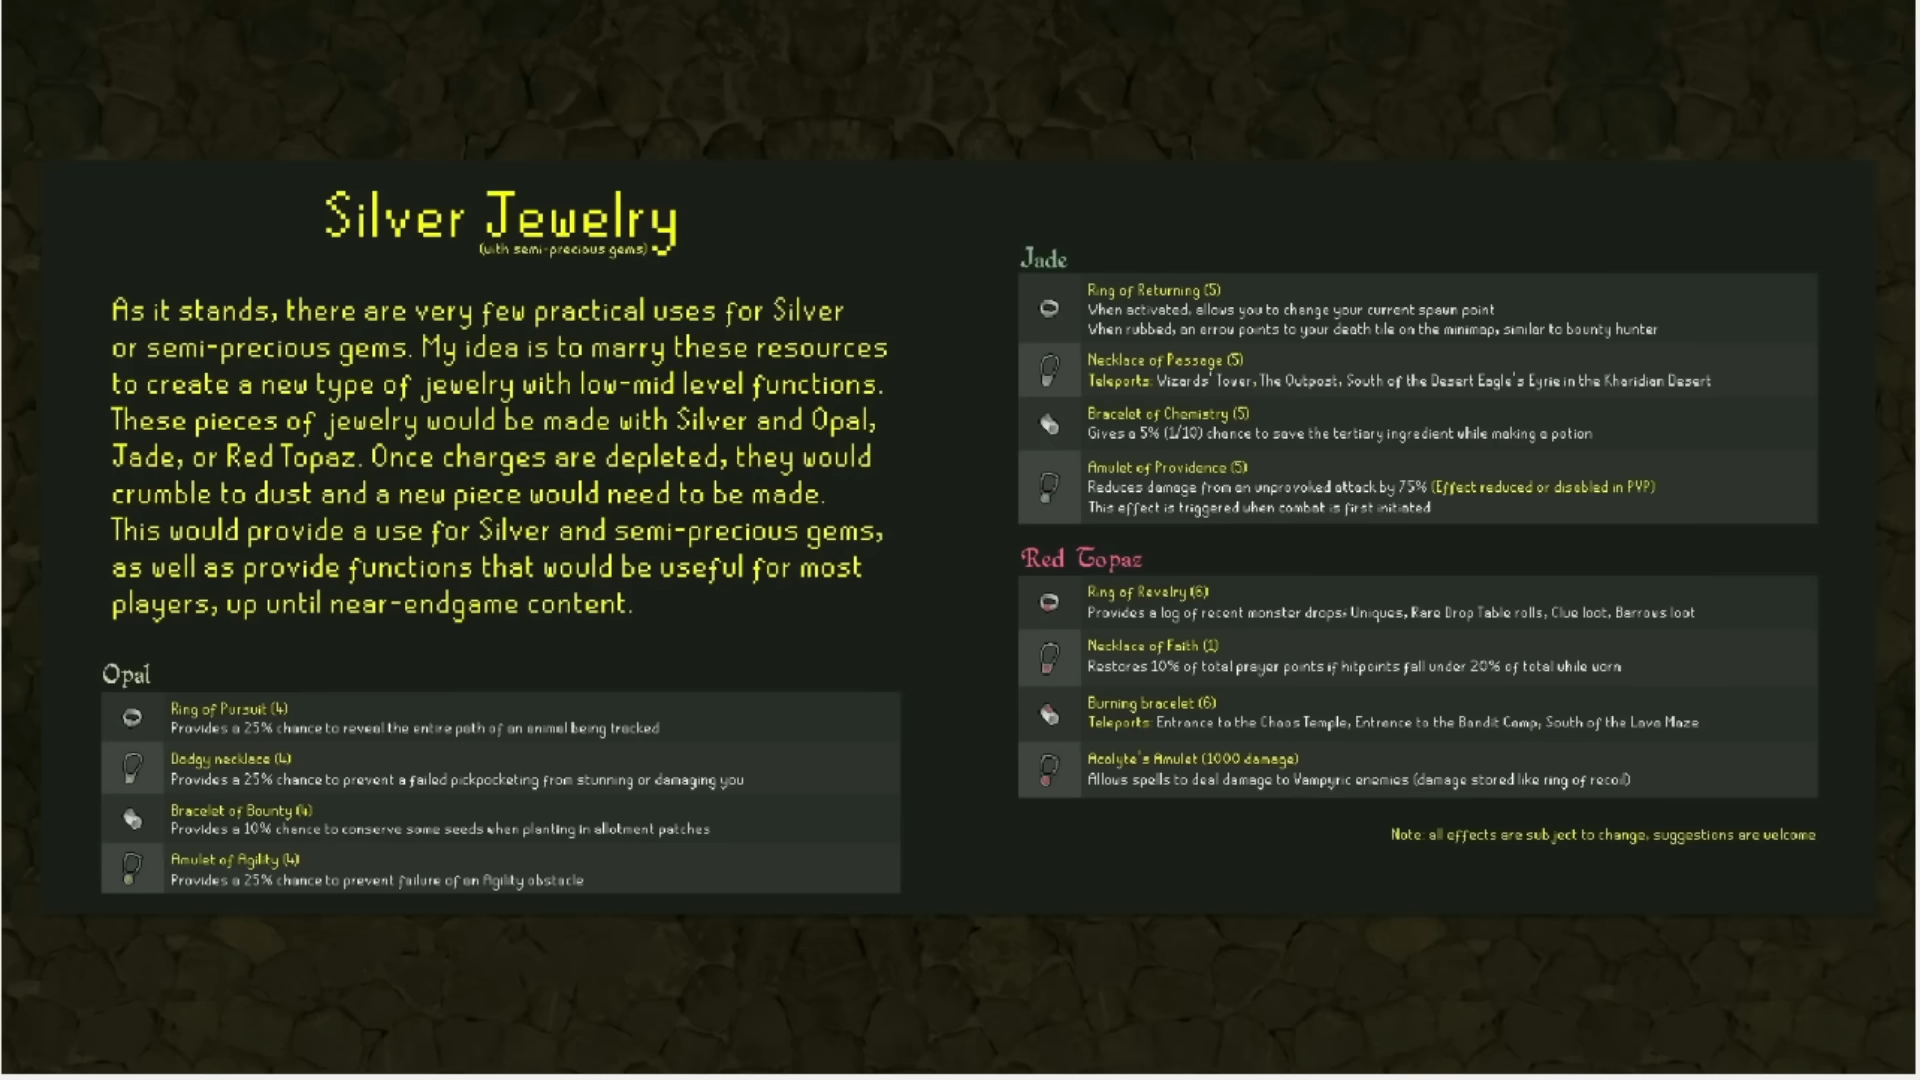 Silver Jewelry
(with semi-precious gems)
As it stands, there are very few practical uses for Silver
or semi-precious gems. My idea is to marry these resources
to create a new type of jewelry with low-mid level functions.
These pieces of jewelry would be made with Silver and Opal,
Jade, or Red Topaz. Once charges are depleted, they would
crumble to dust and a new piece would need to be made.
This would provide a use for Silver and semi-precious gems,
as well as provide functions that would be useful for most
players, up until near-endgame content.
Opal
Ring of Pursuit (4)
Provides a 25% chance to reveal the entire path of an animal being tracked
Dodgy necklace (4)
Provides a 25% chance to prevent a failed pickpocketing from stunning or damaging you
Bracelet of Bounty (4)
Provides a 10% chance to conserve some seeds when planting in allotment patches
Amulet of Agility (4)
Provides a 25% chance to prevent failure of an Agility obstacle
Jade
Ring of Returning (5)
When activated, allows you to change your current spawn point
When rubbed, an arrow points to your death tile on the minimap, similar to bounty hunter
Necklace of Passage (5)
Teleports: Wizards' Tower, The Outpost, South of the Desert Eagle's Eyrie in the Kharidian Desert
Bracelet of Chemistry (5)
Gives a 5% (1/10) chance to save the tertiary ingredient while making a potion
Amulet of Providence (5)
Reduces damage from an unprovoked attack by 75% (Effect reduced or disabled in PVP)
This effect is triggered when combat is first initiated
Red Topaz
Ring of Revelry (6)
Provides a log of recent monster drops: Uniques, Rare Drop Table rolls, Clue loot, Barrows loot
Necklace of Faith (1)
Restores 10% of total prayer points if hitpoints fall under 20% of total while worn
Burning bracelet (6)
Teleports: Entrance to the Chaos Temple, Entrance to the Bandit Camp, South of the Lava Maze
Acolyte's Amulet (1000 damage)
Allows spells to deal damage to Vampyric enemies (damage stored like ring of recoil)
Note: all effects are subject to change, suggestions are welcome